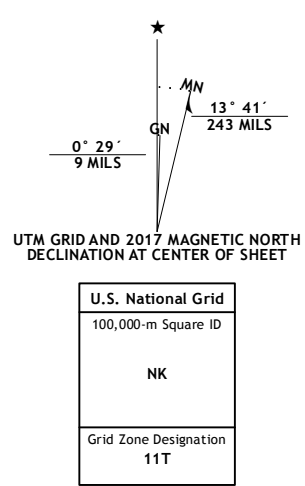 ★
MN
13° 41´
243 MILS
GN
0° 29´
9 MILS
UTM GRID AND 2017 MAGNETIC NORTH
DECLINATION AT CENTER OF SHEET
U.S. National Grid
100,000-m Square ID
NK
Grid Zone Designation
11T